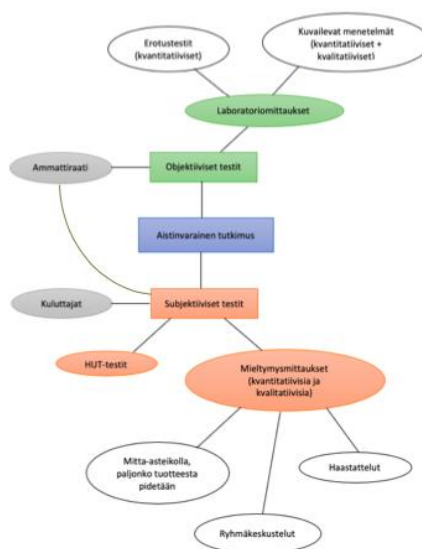 Erotustestit
(kvantitatiiviset)
Kuvailevat menetelmät
(kvantitatiiviset +
kvalitatiiviset)
Laboratoriomittaukset
Ammattiraati
Objektiiviset testit
Aistinvarainen tutkimus
Kuluttajat
Subjektiiviset testit
HUT-testit
Mieltymysmittaukset
(kvantitatiivisia ja
kvalitatiivisia)
Mitta-asteikolla,
paljonko tuotteesta
pidetään
Haastattelut
Ryhmäkeskustelut